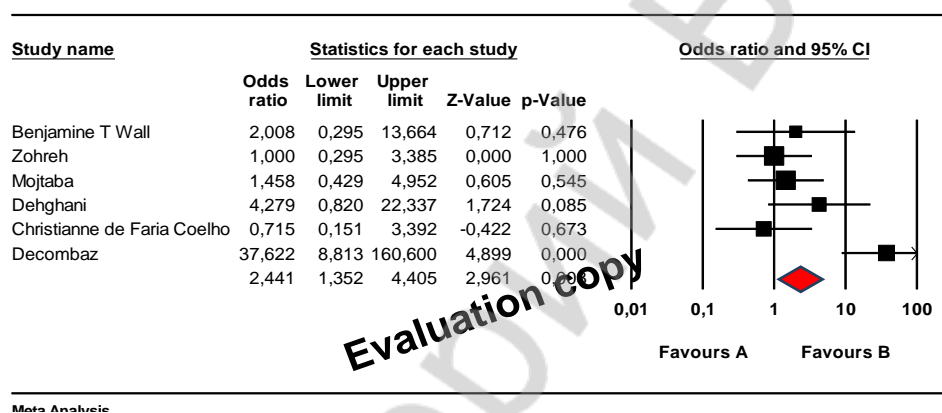 Study name Statistics for each study Odds ratio and 95% CI
Odds Lower Upper
ratio limit limit Z-Value p-Value
Benjamine T Wall 2,008 0,295 13,664 0,712 0,476
Zohreh 1,000 0,295 3,385 0,000 1,000
Mojtaba 1,458 0,429 4,952 0,605 0,545
Dehghani 4,279 0,820 22,337 1,724 0,085
Christianne de Faria Coelho 0,715 0,151 3,392 -0,422 0,673
Decombaz 37,622 8,813 160,600 4,899 0,000
2,441 1,352 4,405 2,961
Evaluation copy
0,01 0,1 1 10 100
Favours A Favours B
Meta Analysis